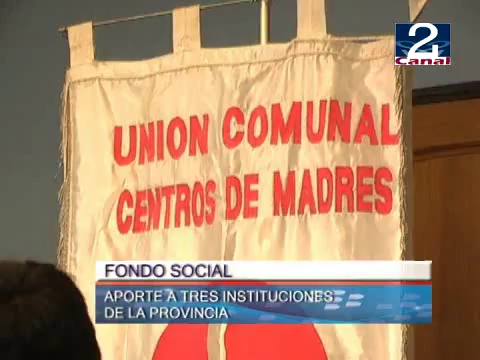 2
Canal
UNION COMUNAL
CENTROS DE MADRES
FONDO SOCIAL
APORTE A TRES INSTITUCIONES
DE LA PROVINCIA